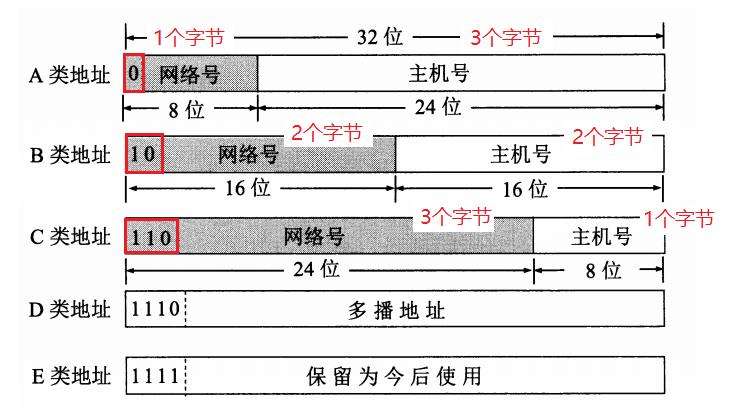 1个字节 32 位 3个字节
A 类地址 0 网络号 主机号
8 位 24 位
2个字节 2个字节
B 类地址 10 网络号 主机号
16 位 16 位
3个字节 1个字节
C 类地址 110 网络号 主机号
24 位 8 位
D 类地址 1110 多播地址
E 类地址 1111 保留为今后使用